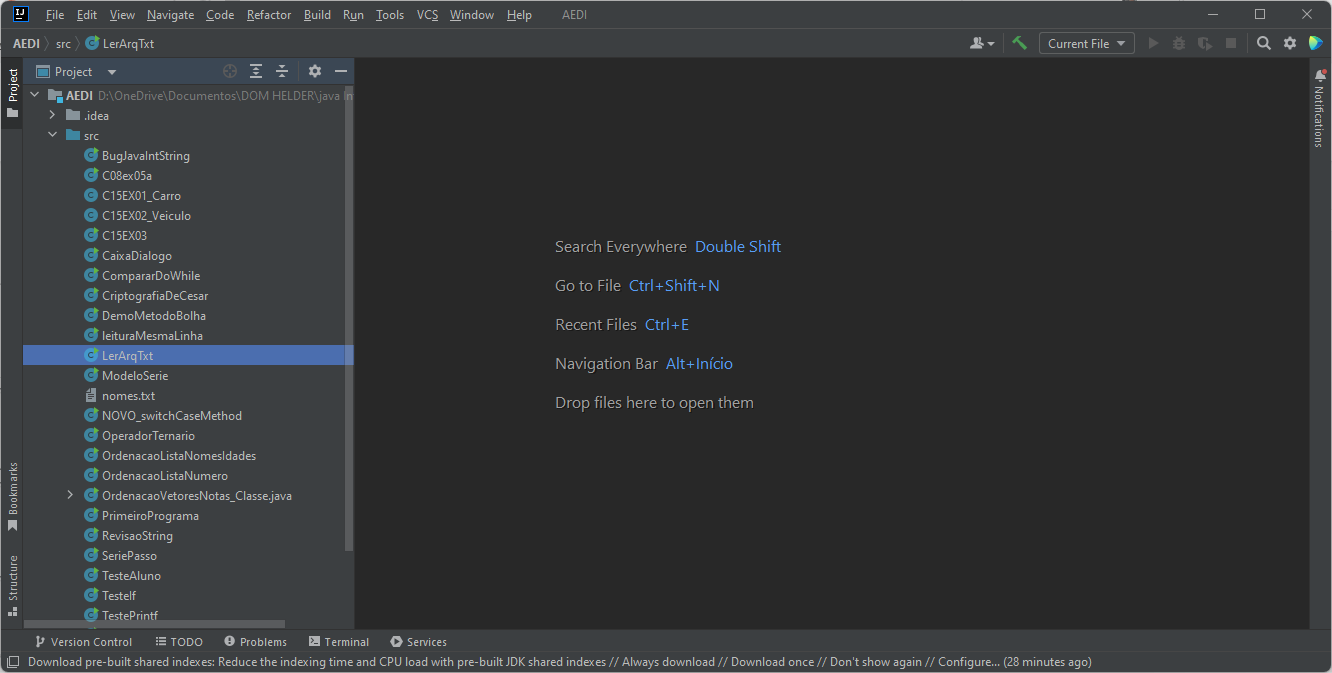 File Edit View Navigate Code Refactor Build Run Tools VCS Window Help AEDI
AEDI src LerArqTxt
Current File
Project
Project
AEDI D:\OneDrive\Documentos\DOM HELDER\java In
.idea
src
BugJavaIntString
C08ex05a
C15EX01_Carro
C15EX02_Veiculo
C15EX03
CaixaDialogo
CompararDoWhile
CriptografiaDeCesar
DemoMetodoBolha
leituraMesmaLinha
LerArqTxt
ModeloSerie
nomes.txt
NOVO_switchCaseMethod
OperadorTernario
OrdenacaoListaNomesIdades
OrdenacaoListaNumero
OrdenacaoVetoresNotas_Classe.java
PrimeiroPrograma
RevisaoString
SeriePasso
TesteAluno
TesteIf
TestePrintf
Search Everywhere Double Shift
Go to File Ctrl+Shift+N
Recent Files Ctrl+E
Navigation Bar Alt+Início
Drop files here to open them
Notifications
Bookmarks
Structure
Version Control TODO Problems Terminal Services
Download pre-built shared indexes: Reduce the indexing time and CPU load with pre-built JDK shared indexes // Always download // Download once // Don't show again // Configure... (28 minutes ago)